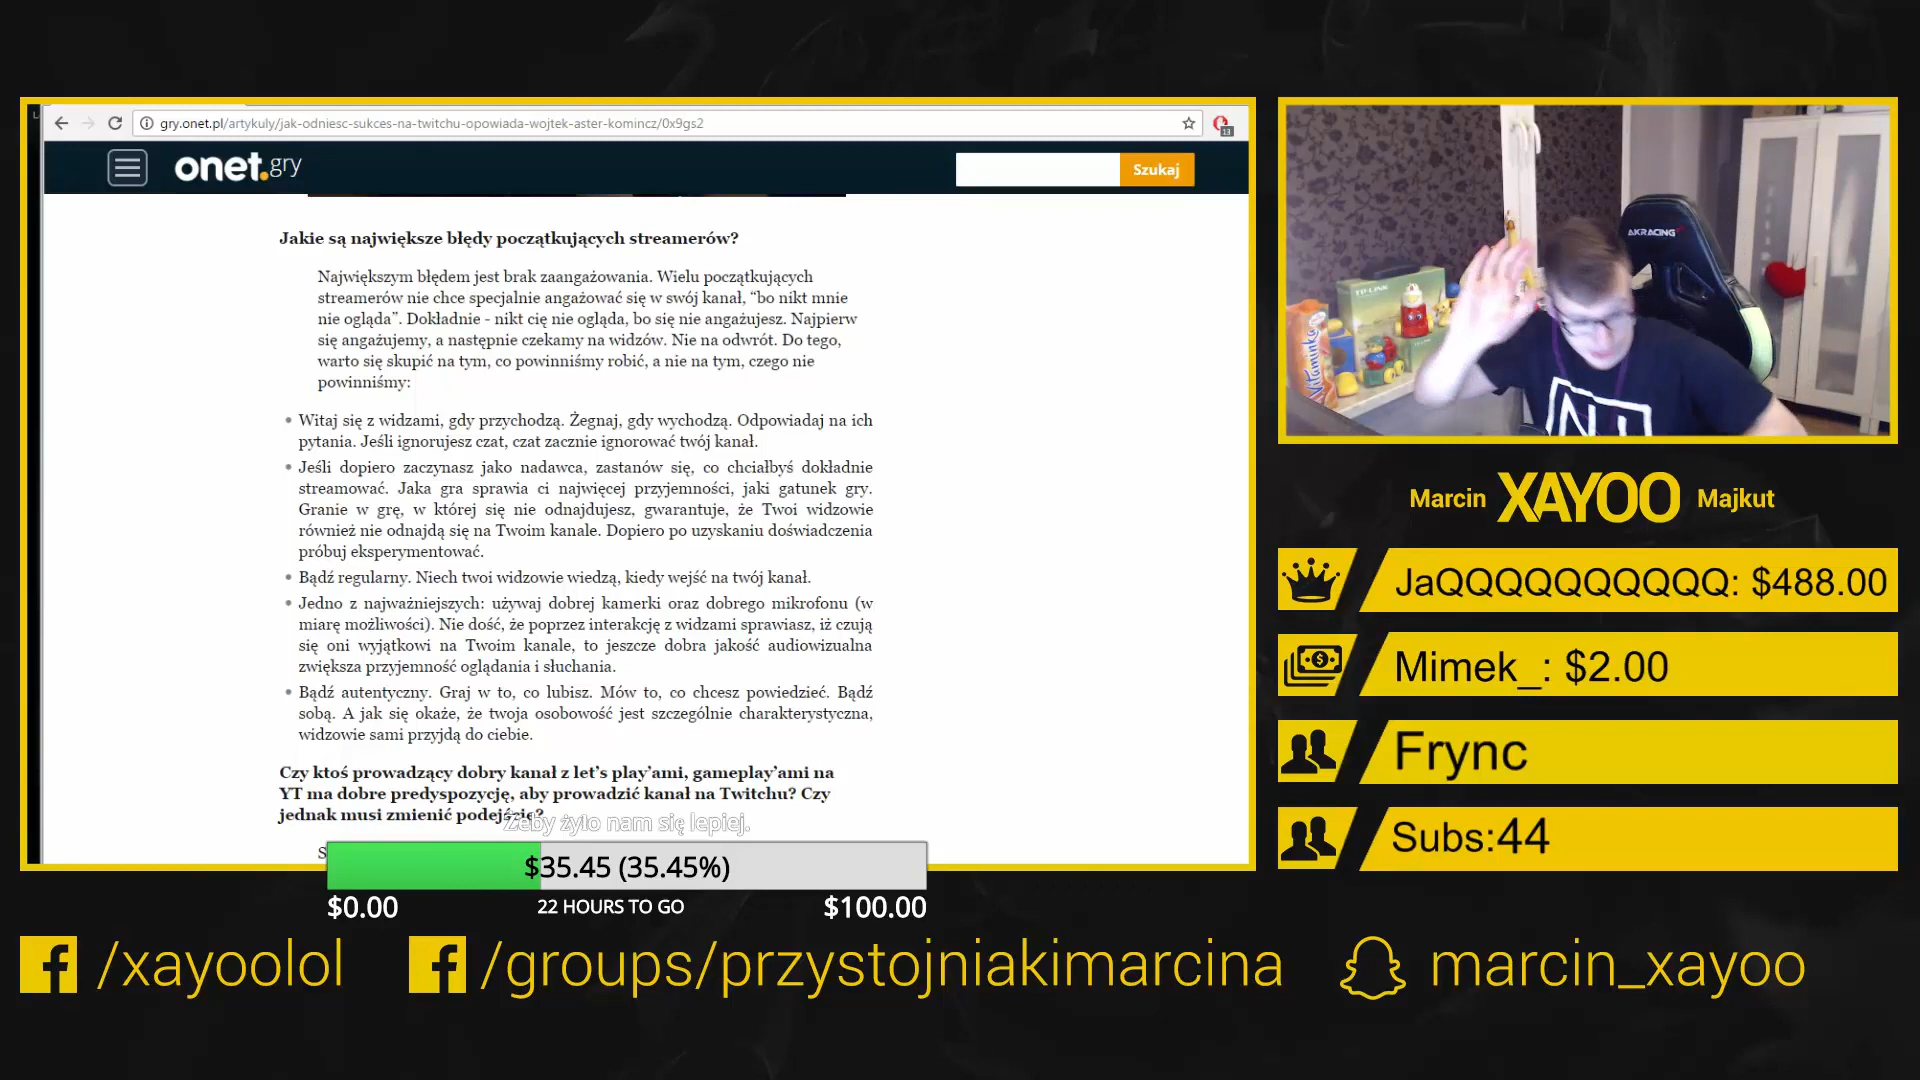 gry.onet.pl/artykuly/jak-odniesc-sukces-na-twitchu-opowiada-wojtek-aster-komincz/0x9gs2
13
onet.gry
Szukaj
Jakie są największe błędy początkujących streamerów?
Największym błędem jest brak zaangażowania. Wielu początkujących
streamerów nie chce specjalnie angażować się w swój kanał, “bo nikt mnie
nie ogląda”. Dokładnie - nikt cię nie ogląda, bo się nie angażujesz. Najpierw
się angażujemy, a następnie czekamy na widzów. Nie na odwrót. Do tego,
warto się skupić na tym, co powinniśmy robić, a nie na tym, czego nie
powinniśmy:
• Witaj się z widzami, gdy przychodzą. Żegnaj, gdy wychodzą. Odpowiadaj na ich
pytania. Jeśli ignorujesz czat, czat zacznie ignorować twój kanał.
• Jeśli dopiero zaczynasz jako nadawca, zastanów się, co chciałbyś dokładnie
streamować. Jaka gra sprawia ci najwięcej przyjemności, jaki gatunek gry.
Granie w grę, w której się nie odnajdujesz, gwarantuje, że Twoi widzowie
również nie odnajdą się na Twoim kanale. Dopiero po uzyskaniu doświadczenia
próbuj eksperymentować.
• Bądź regularny. Niech twoi widzowie wiedzą, kiedy wejść na twój kanał.
• Jedno z najważniejszych: używaj dobrej kamerki oraz dobrego mikrofonu (w
miarę możliwości). Nie dość, że poprzez interakcję z widzami sprawiasz, iż czują
się oni wyjątkowi na Twoim kanale, to jeszcze dobra jakość audiowizualna
zwiększa przyjemność oglądania i słuchania.
• Bądź autentyczny. Graj w to, co lubisz. Mów to, co chcesz powiedzieć. Bądź
sobą. A jak się okaże, że twoja osobowość jest szczególnie charakterystyczna,
widzowie sami przyjdą do ciebie.
Czy ktoś prowadzący dobry kanał z let’s play’ami, gameplay’ami na
YT ma dobre predyspozycję, aby prowadzić kanał na Twitchu? Czy
jednak musi zmienić podejście?
Żeby żyło nam się lepiej.
S
$35.45 (35.45%)
$0.00
22 HOURS TO GO
$100.00
AKRACING
TP-LINK
Vitaminka
Marcin XAYOO Majkut
JaQQQQQQQQQQ: $488.00
Mimek_: $2.00
Frync
Subs:44
/xayoolol
/groups/przystojniakimarcina
marcin_xayoo